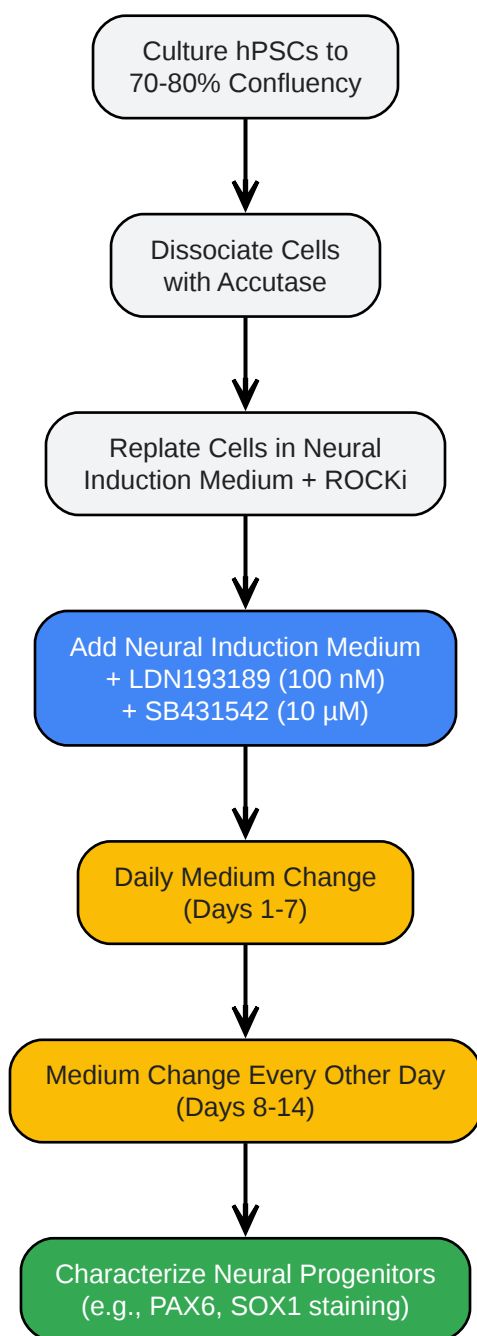 Culture hPSCs to
70-80% Confluency
Dissociate Cells
with Accutase
Replate Cells in Neural
Induction Medium + ROCKi
Add Neural Induction Medium
+ LDN193189 (100 nM)
+ SB431542 (10 µM)
Daily Medium Change
(Days 1-7)
Medium Change Every Other Day
(Days 8-14)
Characterize Neural Progenitors
(e.g., PAX6, SOX1 staining)